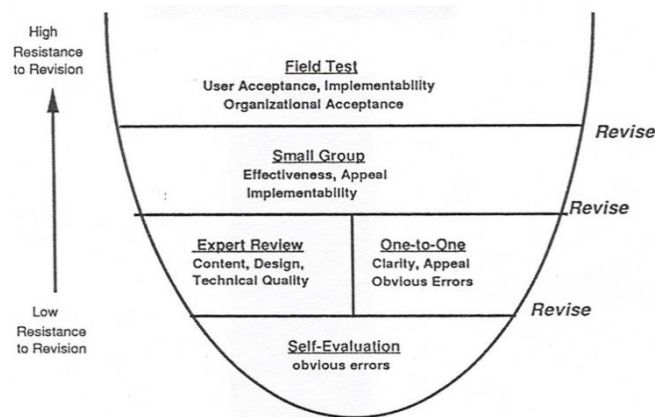 High
Resistance
to Revision
Field Test
User Acceptance, Implementability
Organizational Acceptance
Revise
Small Group
Effectiveness, Appeal
Implementability
Revise
Expert Review
Content, Design,
Technical Quality
One-to-One
Clarity, Appeal
Obvious Errors
Revise
Low
Resistance
to Revision
Self-Evaluation
obvious errors